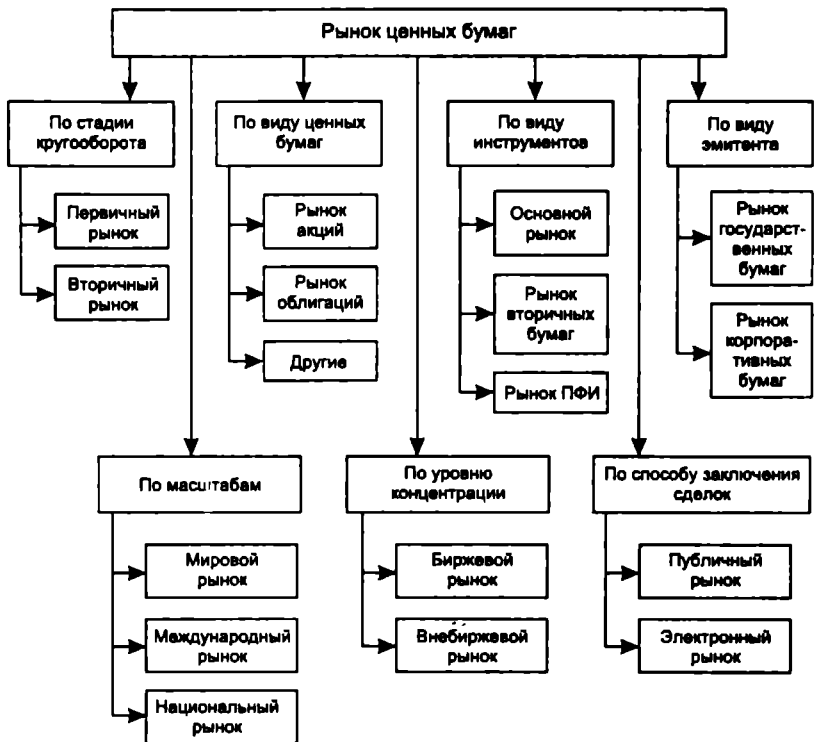 Рынок ценных бумаг
По стадии
кругооборота
Первичный
рынок
Вторичный
рынок
По виду ценных
бумаг
Рынок
акций
Рынок
облигаций
Другие
По виду
инструментов
Основной
рынок
Рынок
вторичных
бумаг
Рынок ПФИ
По виду
эмитента
Рынок
государст-
венных
бумаг
Рынок
корпора-
тивных
бумаг
По масштабам
Мировой
рынок
Международный
рынок
Национальный
рынок
По уровню
концентрации
Биржевой
рынок
Внебиржевой
рынок
По способу заключения
сделок
Публичный
рынок
Электронный
рынок